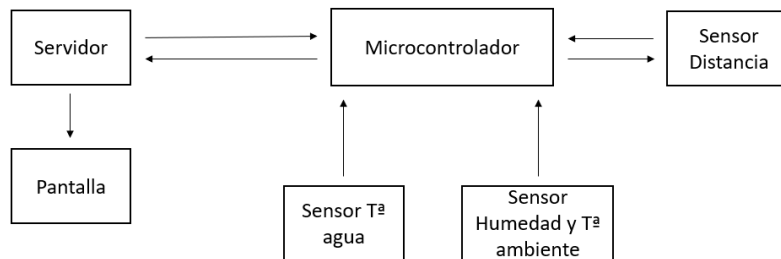 Servidor
Microcontrolador
Sensor
Distancia
Pantalla
Sensor Tª
agua
Sensor
Humedad y Tª
ambiente